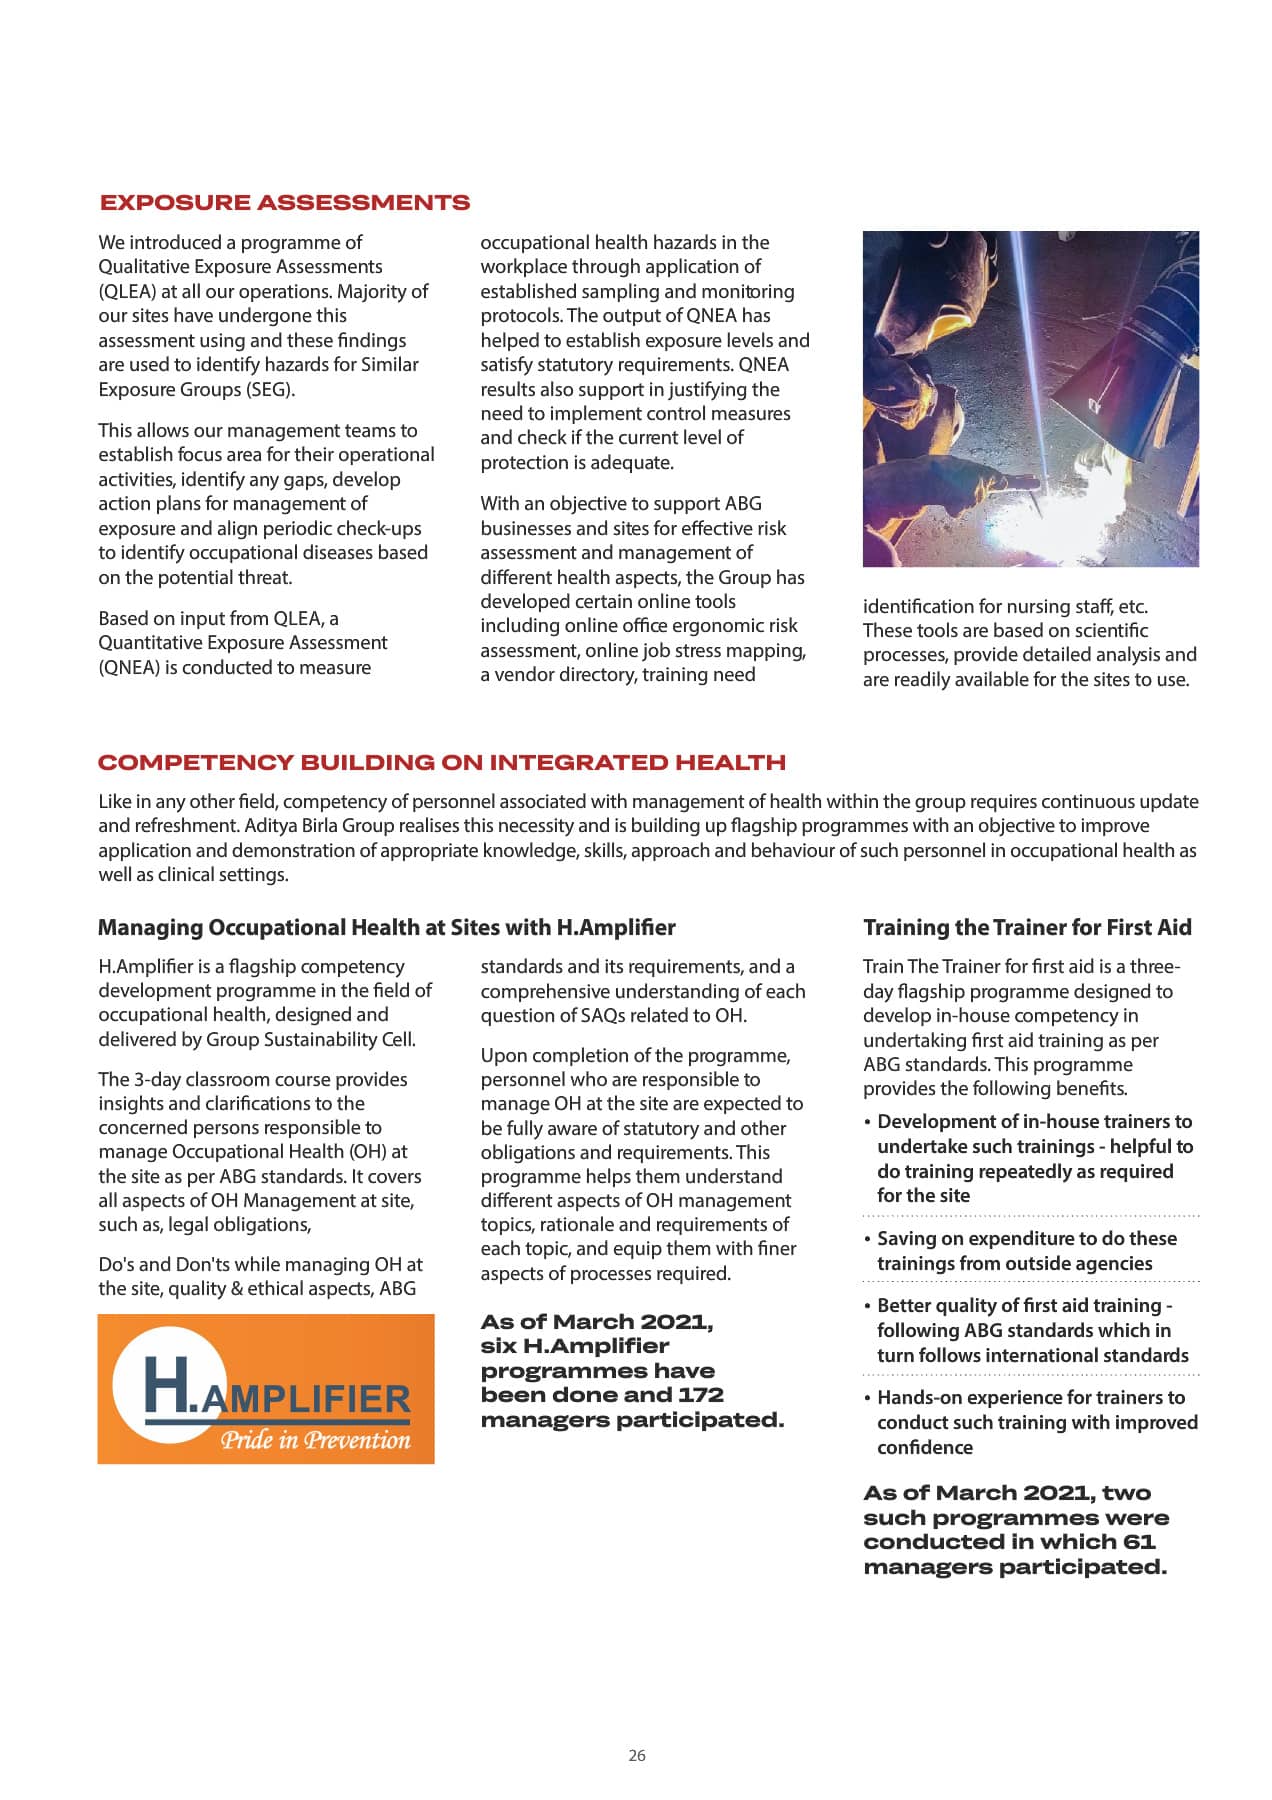 EXPOSURE ASSESSMENTS
We introduced a programme of
Qualitative Exposure Assessments
(QLEA) at all our operations. Majority of
our sites have undergone this
assessment using and these findings
are used to identify hazards for Similar
Exposure Groups (SEG).
This allows our management teams to
establish focus area for their operational
activities, identify any gaps, develop
action plans for management of
exposure and align periodic check-ups
to identify occupational diseases based
on the potential threat.
Based on input from QLEA, a
Quantitative Exposure Assessment
(QNEA) is conducted to measure
occupational health hazards in the
workplace through application of
established sampling and monitoring
protocols. The output of QNEA has
helped to establish exposure levels and
satisfy statutory requirements. QNEA
results also support in justifying the
need to implement control measures
and check if the current level of
protection is adequate.
With an objective to support ABG
businesses and sites for effective risk
assessment and management of
different health aspects, the Group has
developed certain online tools
including online office ergonomic risk
assessment, online job stress mapping,
a vendor directory, training need
identification for nursing staff, etc.
These tools are based on scientific
processes, provide detailed analysis and
are readily available for the sites to use.
COMPETENCY BUILDING ON INTEGRATED HEALTH
Like in any other field, competency of personnel associated with management of health within the group requires continuous update
and refreshment. Aditya Birla Group realises this necessity and is building up flagship programmes with an objective to improve
application and demonstration of appropriate knowledge, skills, approach and behaviour of such personnel in occupational health as
well as clinical settings.
Managing Occupational Health at Sites with H.Amplifier
H.Amplifier is a flagship competency
development programme in the field of
occupational health, designed and
delivered by Group Sustainability Cell.
The 3-day classroom course provides
insights and clarifications to the
concerned persons responsible to
manage Occupational Health (OH) at
the site as per ABG standards. It covers
all aspects of OH Management at site,
such as, legal obligations,
Do's and Don'ts while managing OH at
the site, quality & ethical aspects, ABG
H.AMPLIFIER
Pride in Prevention
standards and its requirements, and a
comprehensive understanding of each
question of SAQs related to OH.
Upon completion of the programme,
personnel who are responsible to
manage OH at the site are expected to
be fully aware of statutory and other
obligations and requirements. This
programme helps them understand
different aspects of OH management
topics, rationale and requirements of
each topic, and equip them with finer
aspects of processes required.
As of March 2021,
six H.Amplifier
programmes have
been done and 172
managers participated.
Training the Trainer for First Aid
Train The Trainer for first aid is a three-
day flagship programme designed to
develop in-house competency in
undertaking first aid training as per
ABG standards. This programme
provides the following benefits.
• Development of in-house trainers to
undertake such trainings - helpful to
do training repeatedly as required
for the site
• Saving on expenditure to do these
trainings from outside agencies
• Better quality of first aid training -
following ABG standards which in
turn follows international standards
• Hands-on experience for trainers to
conduct such training with improved
confidence
As of March 2021, two
such programmes were
conducted in which 61
managers participated.
26